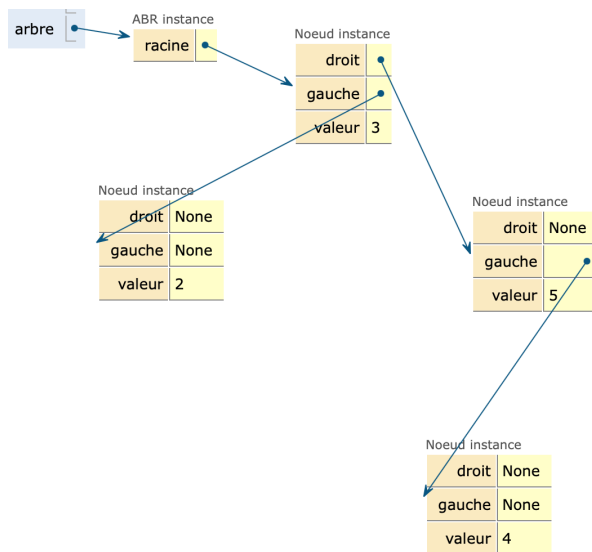 arbre
ABR instance
racine
Noeud instance
droit
gauche
valeur 3
Noeud instance
droit None
gauche None
valeur 2
Noeud instance
droit None
gauche
valeur 5
Noeud instance
droit None
gauche None
valeur 4